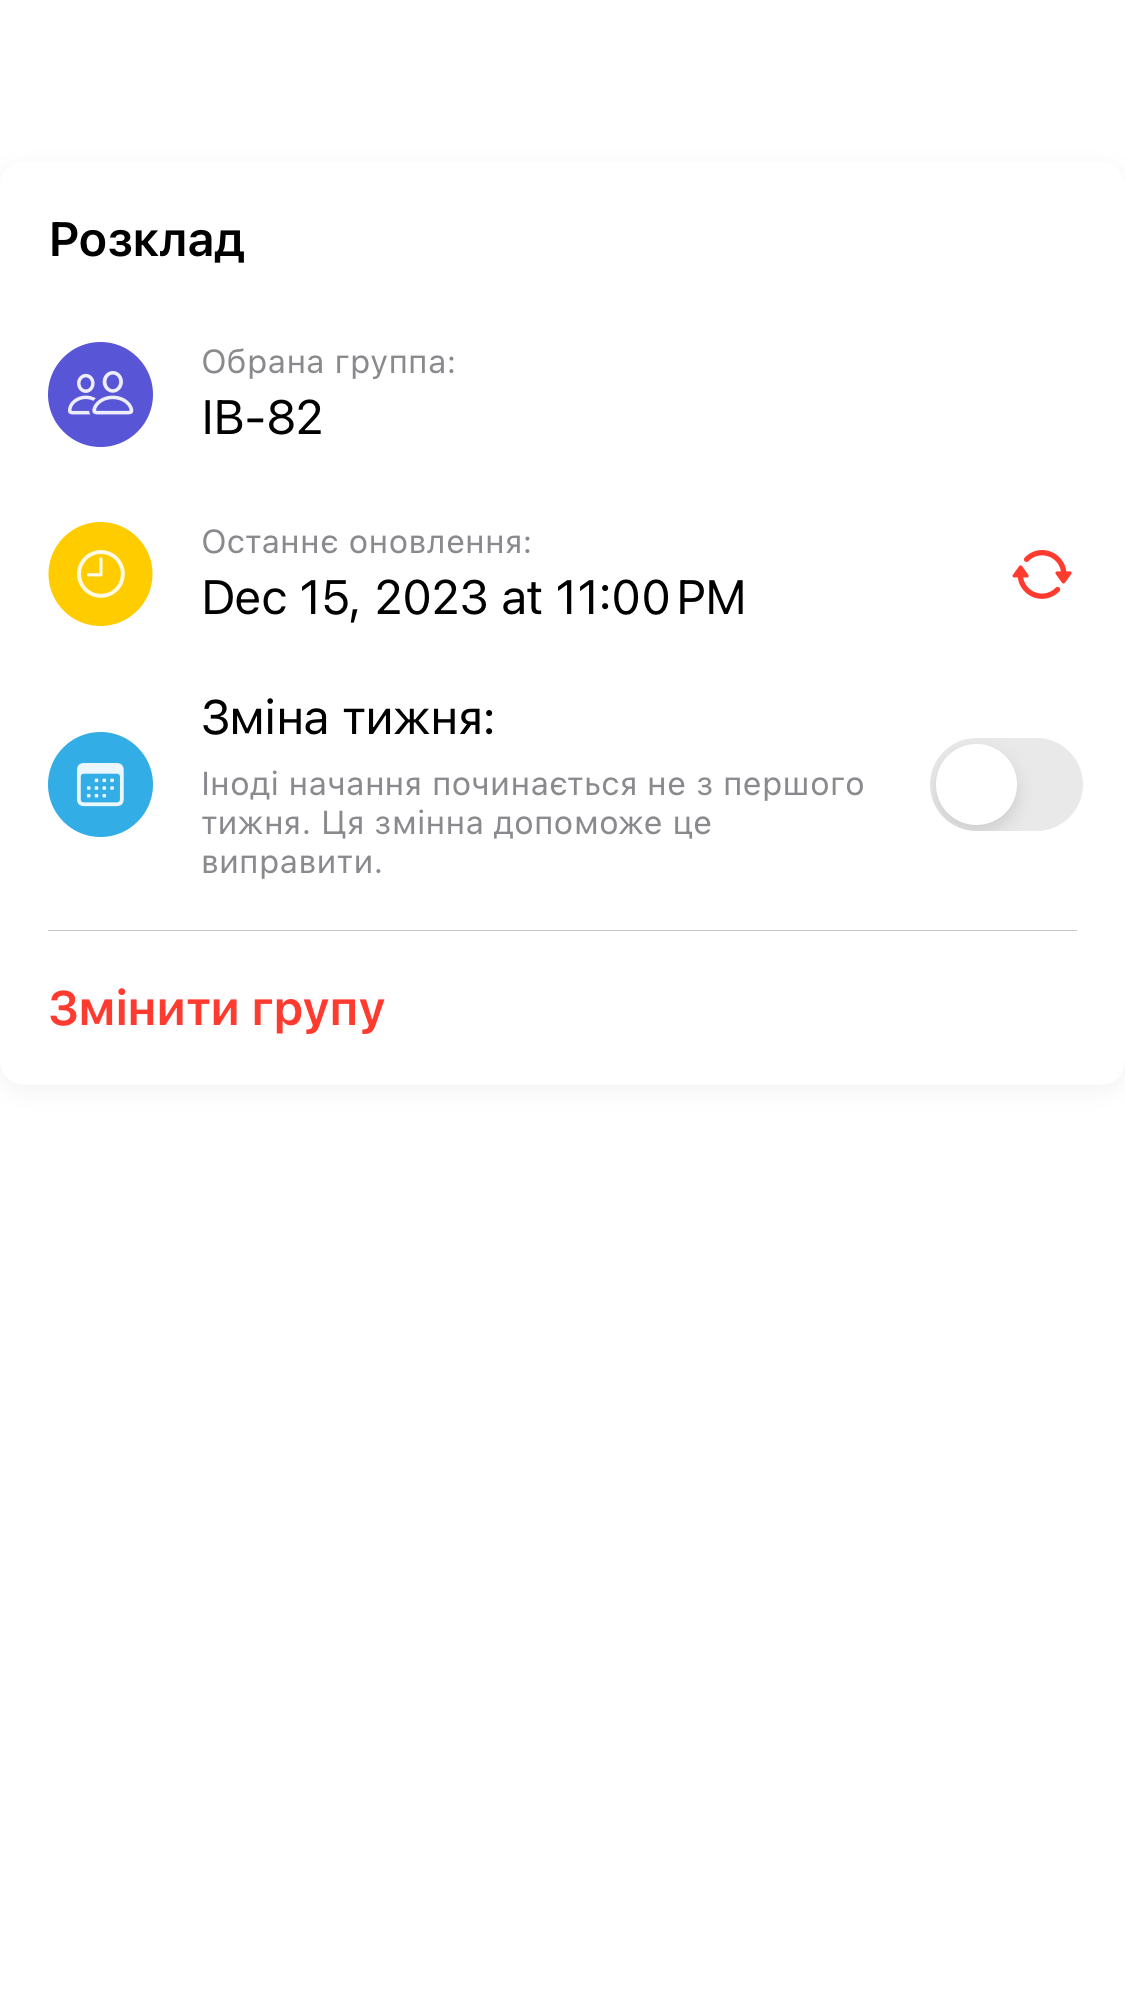 Розклад
Обрана группа:
ІВ-82
Останнє оновлення:
Dec 15, 2023 at 11:00 PM
Зміна тижня:
Іноді начання починається не з першого
тижня. Ця змінна допоможе це
виправити.
Змінити групу